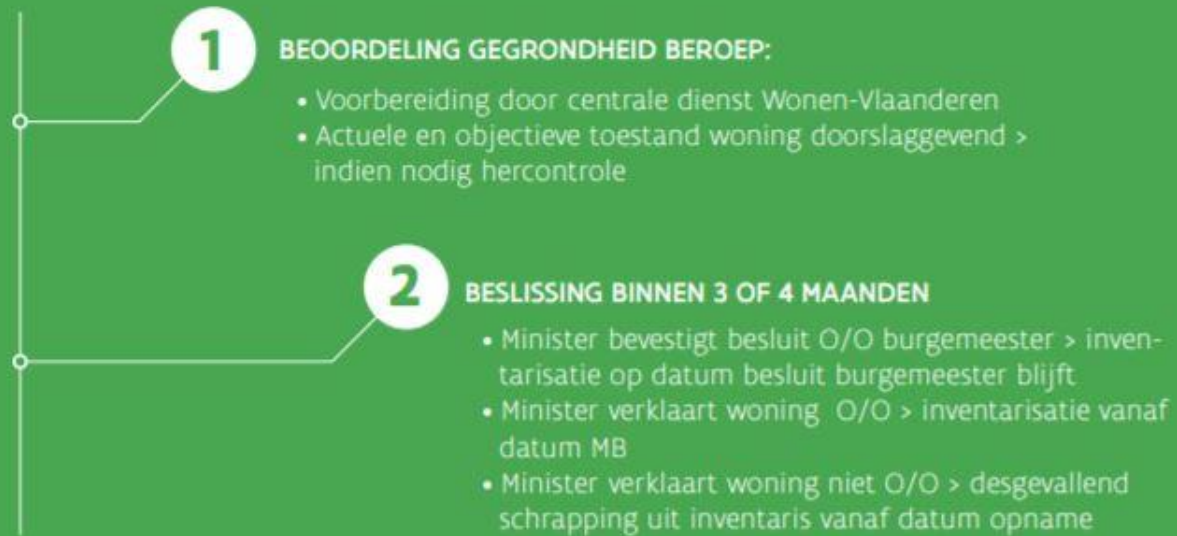 1
BEOORDELING GEGRONDHEID BEROEP:
• Voorbereiding door centrale dienst Wonen-Vlaanderen
• Actuele en objectieve toestand woning doorslaggevend >
indien nodig hercontrole
2
BESLISSING BINNEN 3 OF 4 MAANDEN
• Minister bevestigt besluit O/O burgemeester > inven-
tarisatie op datum besluit burgemeester blijft
• Minister verklaart woning O/O > inventarisatie vanaf
datum MB
• Minister verklaart woning niet O/O > desgevallend
schrapping uit inventaris vanaf datum opname